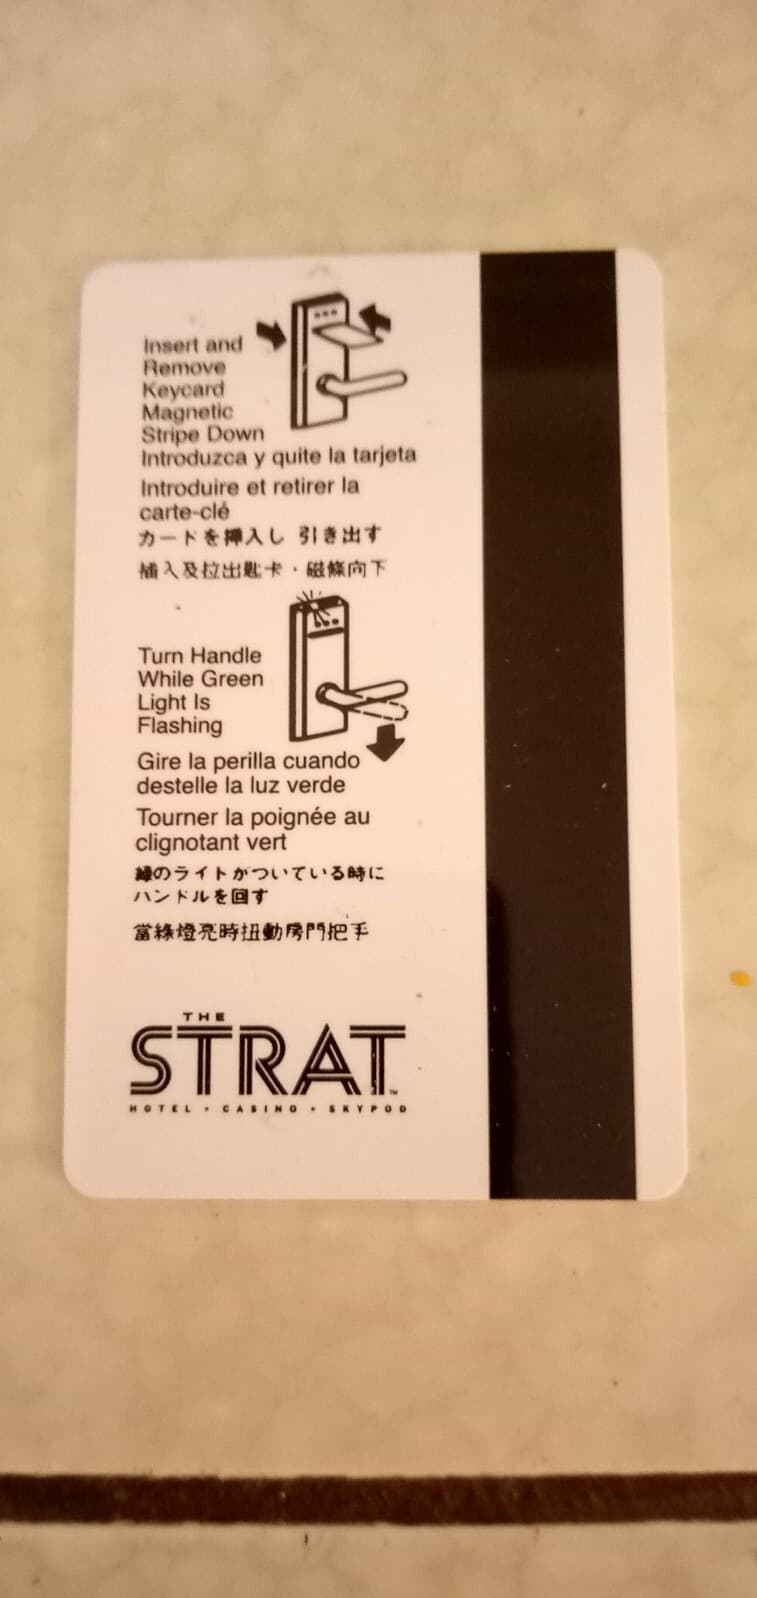 Insert and
Remove
Keycard
Magnetic
Stripe Down
Introduzca y quite la tarjeta
Introduire et retirer la
carte-clé
カードを挿入し 引き出す
插入及拉出匙卡・磁條向下
Turn Handle
While Green
Light Is
Flashing
Gire la perilla cuando
destelle la luz verde
Tourner la poignée au
clignotant vert
緑のライトがついている時に
ハンドルを回す
當綠燈亮時扭動房門把手
THE
STRAT™
HOTEL • CASINO • SKYPOD